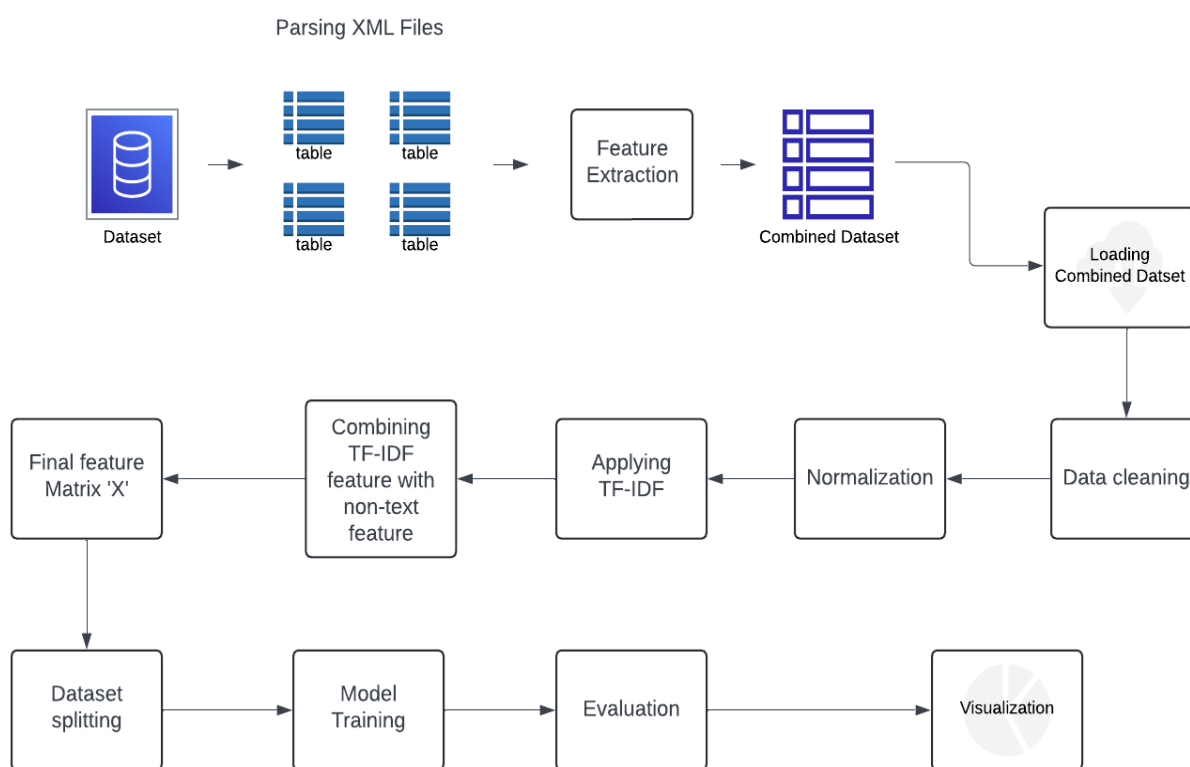 Parsing XML Files
table
table
table
table
Dataset
Feature
Extraction
Combined Dataset
Loading
Combined Datset
Data cleaning
Normalization
Applying
TF-IDF
Combining
TF-IDF
feature with
non-text
feature
Final feature
Matrix 'X'
Dataset
splitting
Model
Training
Evaluation
Visualization